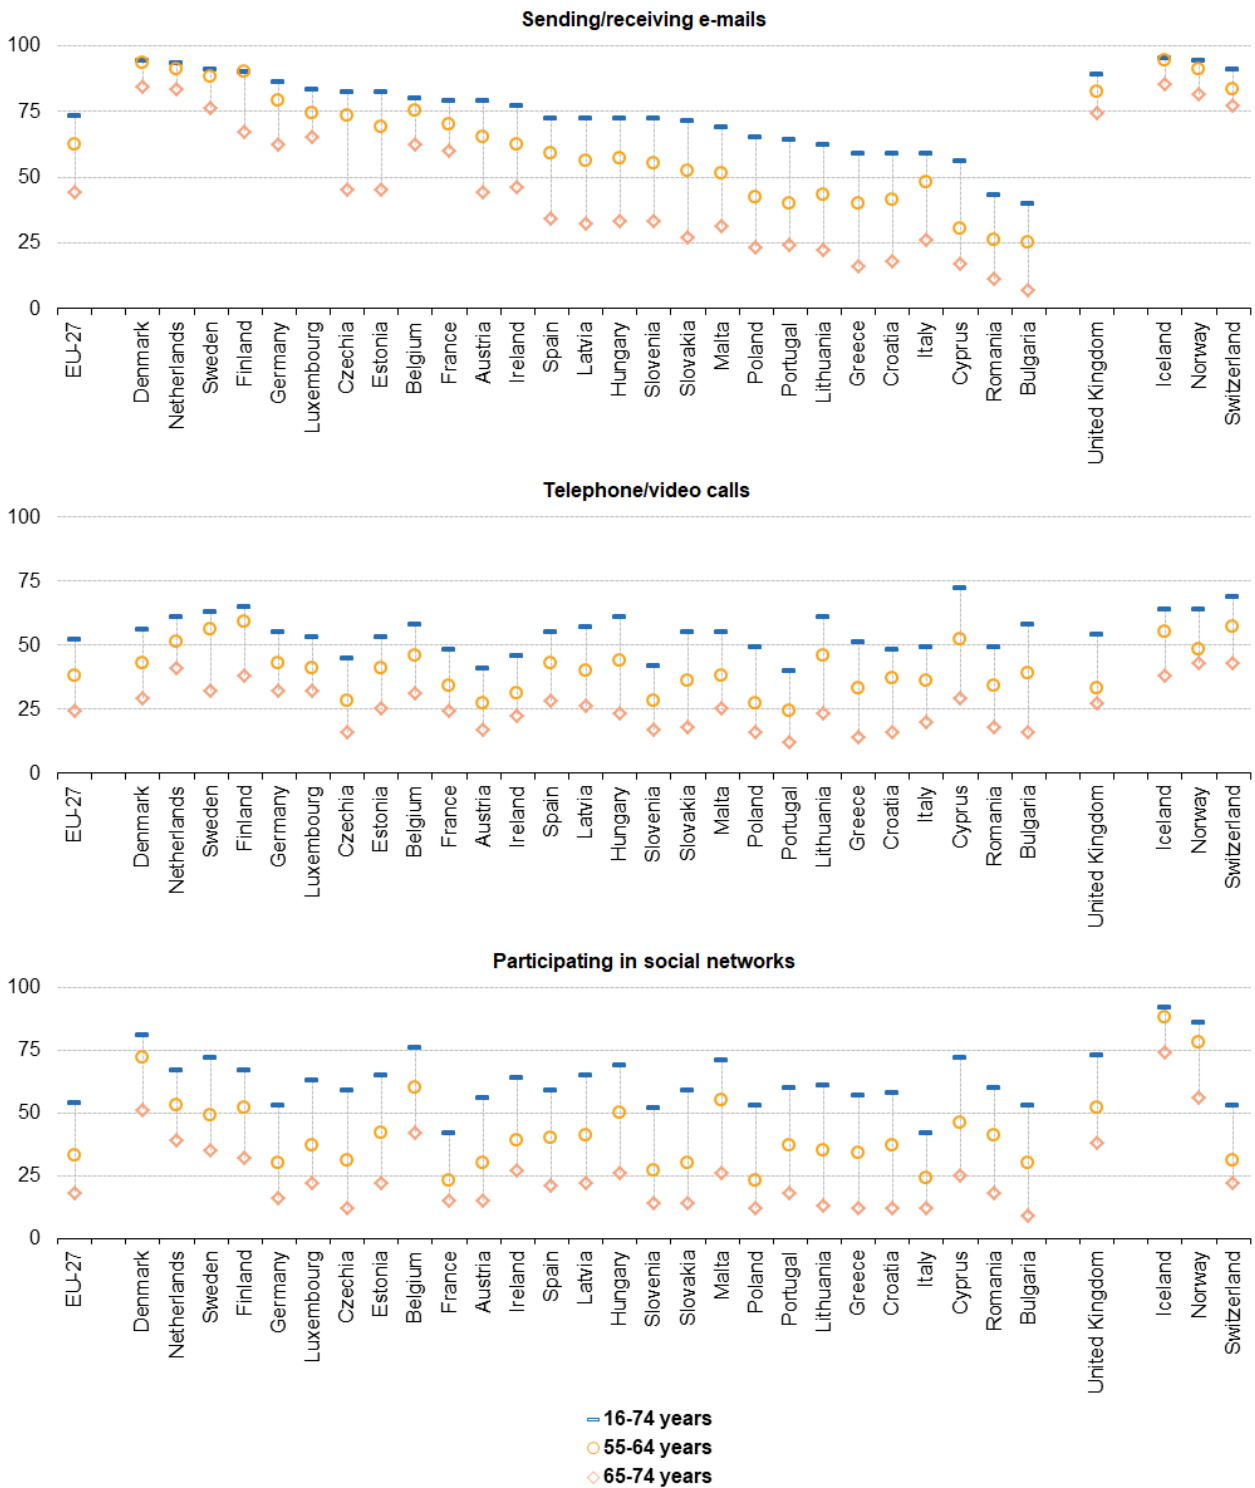 Sending/receiving e-mails
100
75
50
25
0
EU-27
Denmark
Netherlands
Sweden
Finland
Germany
Luxembourg
Czechia
Estonia
Belgium
France
Austria
Ireland
Spain
Latvia
Hungary
Slovenia
Slovakia
Malta
Poland
Portugal
Lithuania
Greece
Croatia
Italy
Cyprus
Romania
Bulgaria
United Kingdom
Iceland
Norway
Switzerland
Telephone/video calls
100
75
50
25
0
EU-27
Denmark
Netherlands
Sweden
Finland
Germany
Luxembourg
Czechia
Estonia
Belgium
France
Austria
Ireland
Spain
Latvia
Hungary
Slovenia
Slovakia
Malta
Poland
Portugal
Lithuania
Greece
Croatia
Italy
Cyprus
Romania
Bulgaria
United Kingdom
Iceland
Norway
Switzerland
Participating in social networks
100
75
50
25
0
EU-27
Denmark
Netherlands
Sweden
Finland
Germany
Luxembourg
Czechia
Estonia
Belgium
France
Austria
Ireland
Spain
Latvia
Hungary
Slovenia
Slovakia
Malta
Poland
Portugal
Lithuania
Greece
Croatia
Italy
Cyprus
Romania
Bulgaria
United Kingdom
Iceland
Norway
Switzerland
16-74 years
55-64 years
65-74 years